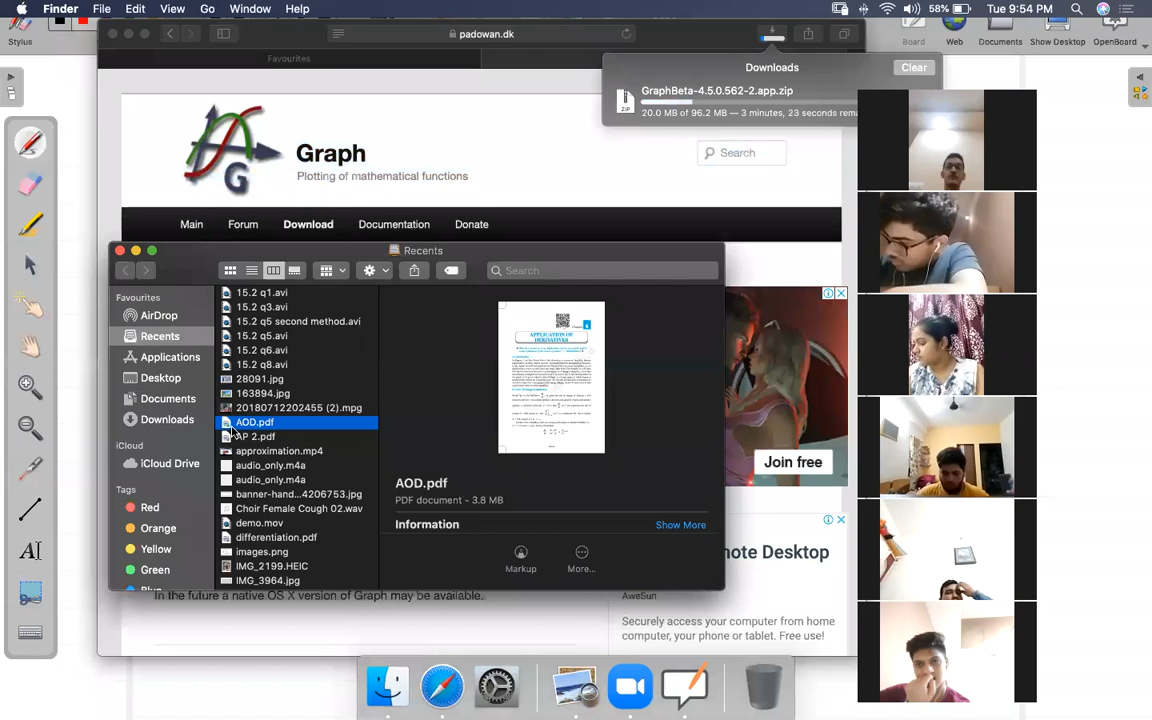 Finder File Edit View Go Window Help
58% Tue 9:54 PM
Stylus
padowan.dk
Board Web Documents Show Desktop OpenBoard
Favourites
Downloads Clear
GraphBeta-4.5.0.562-2.app.zip
ZIP
20.0 MB of 96.2 MB — 3 minutes, 23 seconds rema
Graph
Plotting of mathematical functions
Search
Main Forum Download Documentation Donate
Recents
Search
Favourites
AirDrop
Recents
Applications
Desktop
Documents
Downloads
iCloud
iCloud Drive
Tags
Red
Orange
Yellow
Green
15.2 q1.avi
15.2 q3.avi
15.2 q5 second method.avi
15.2 q5.avi
15.2 q6.avi
15.2 q8.avi
28091.jpg
163894.jpg
20180712202455 (2).mpg
AOD.pdf
AP 2.pdf
approximation.mp4
audio_only.m4a
audio_only.m4a
banner-hand...4206753.jpg
Choir Female Cough 02.wav
demo.mov
differentiation.pdf
images.png
IMG_2199.HEIC
IMG_3964.jpg
APPLICATION OF
DERIVATIVES
AOD.pdf
PDF document - 3.8 MB
Information Show More
Markup More...
Join free
note Desktop
AweSun
Securely access your computer from home
computer, your phone or tablet. Free use!
In the future a native OS X version of Graph may be available.